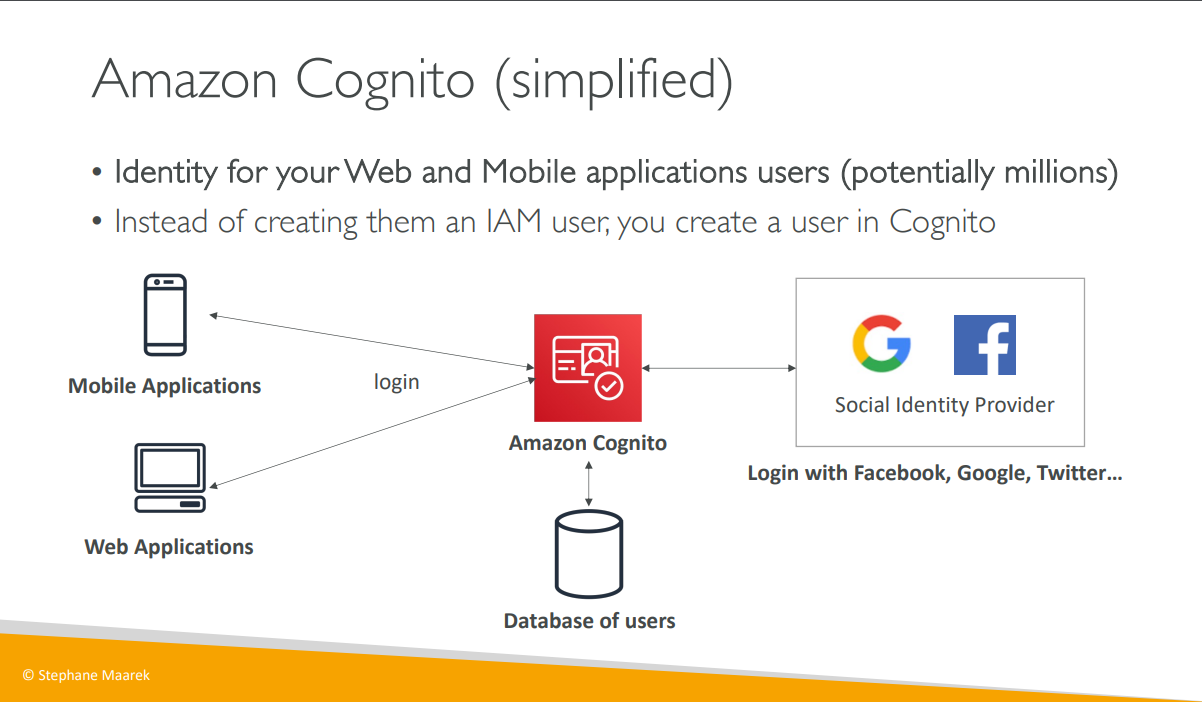 Amazon Cognito (simplified)
• Identity for your Web and Mobile applications users (potentially millions)
• Instead of creating them an IAM user, you create a user in Cognito
Mobile Applications
login
Web Applications
Amazon Cognito
Database of users
Social Identity Provider
Login with Facebook, Google, Twitter...
© Stephane Maarek